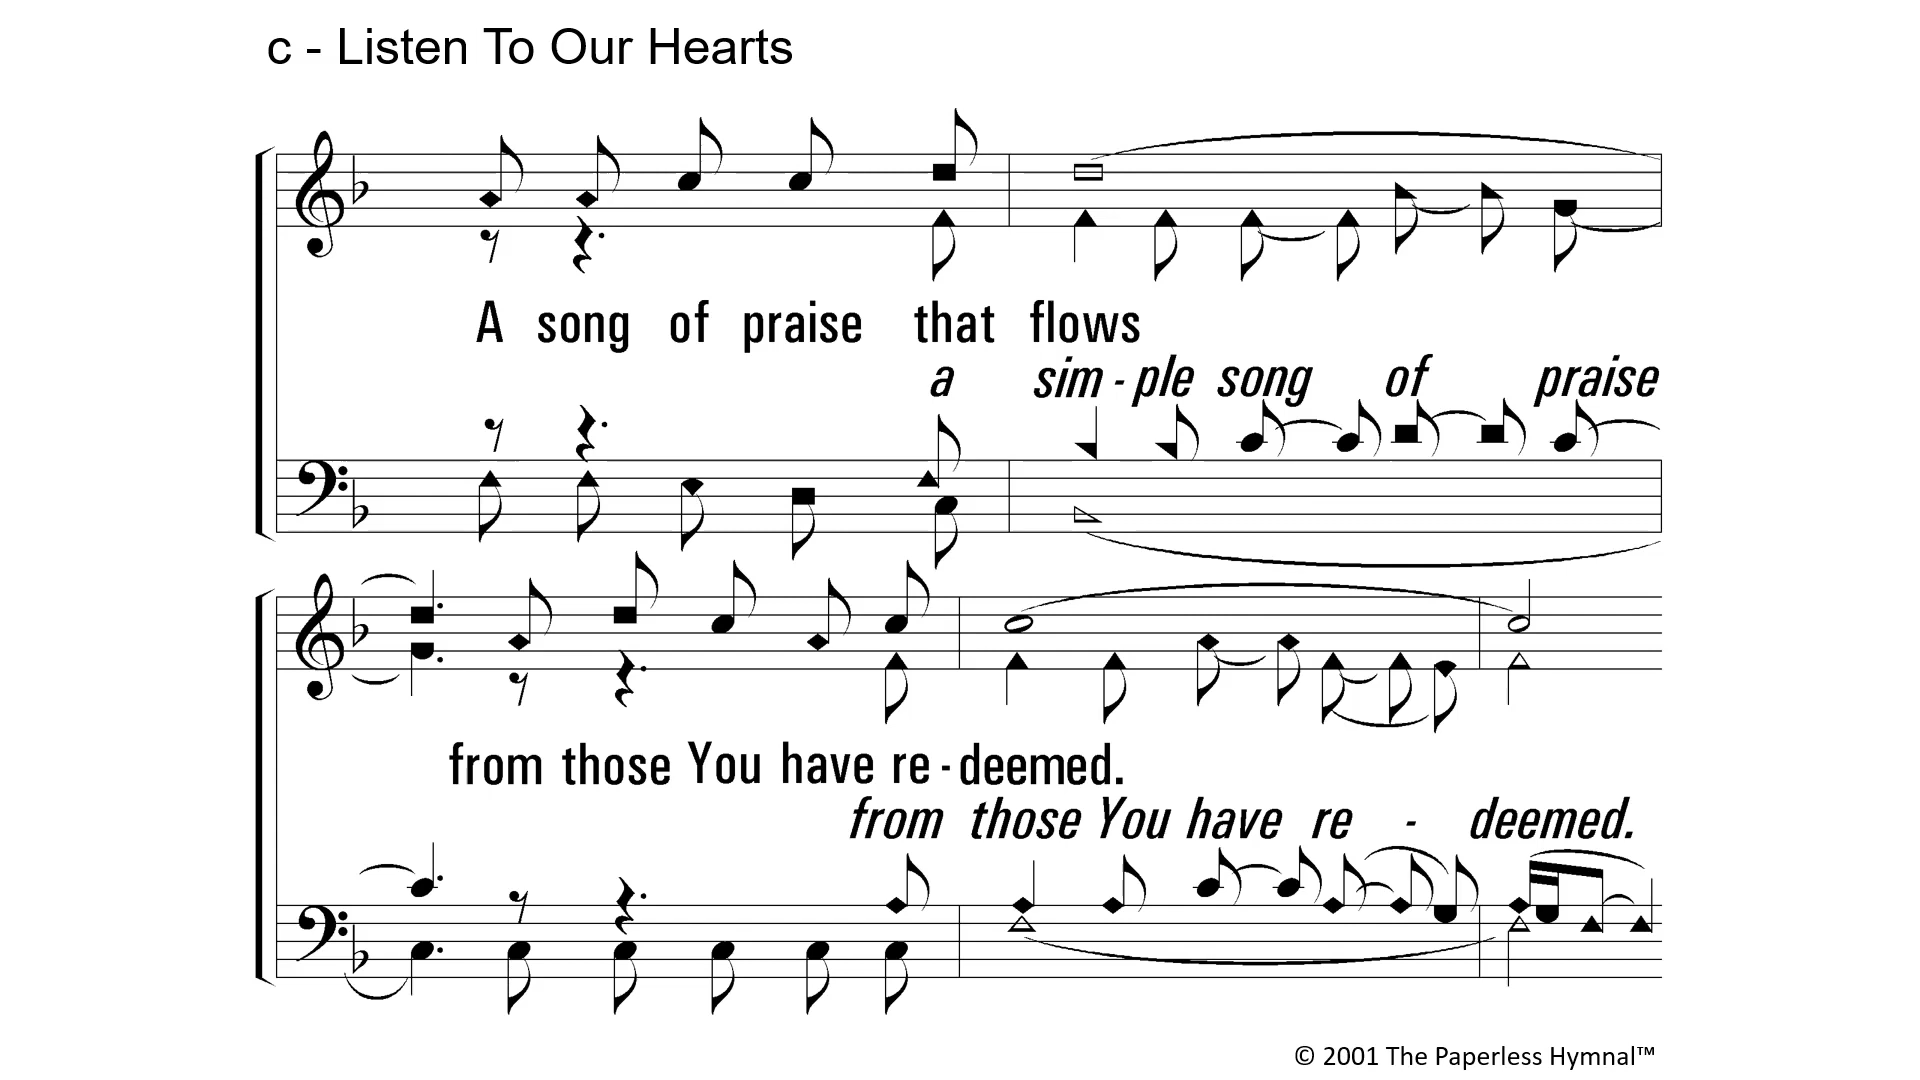 c - Listen To Our Hearts
A song of praise that flows
a sim - ple song of praise
from those You have re - deemed.
from those You have re - deemed.
© 2001 The Paperless Hymnal™